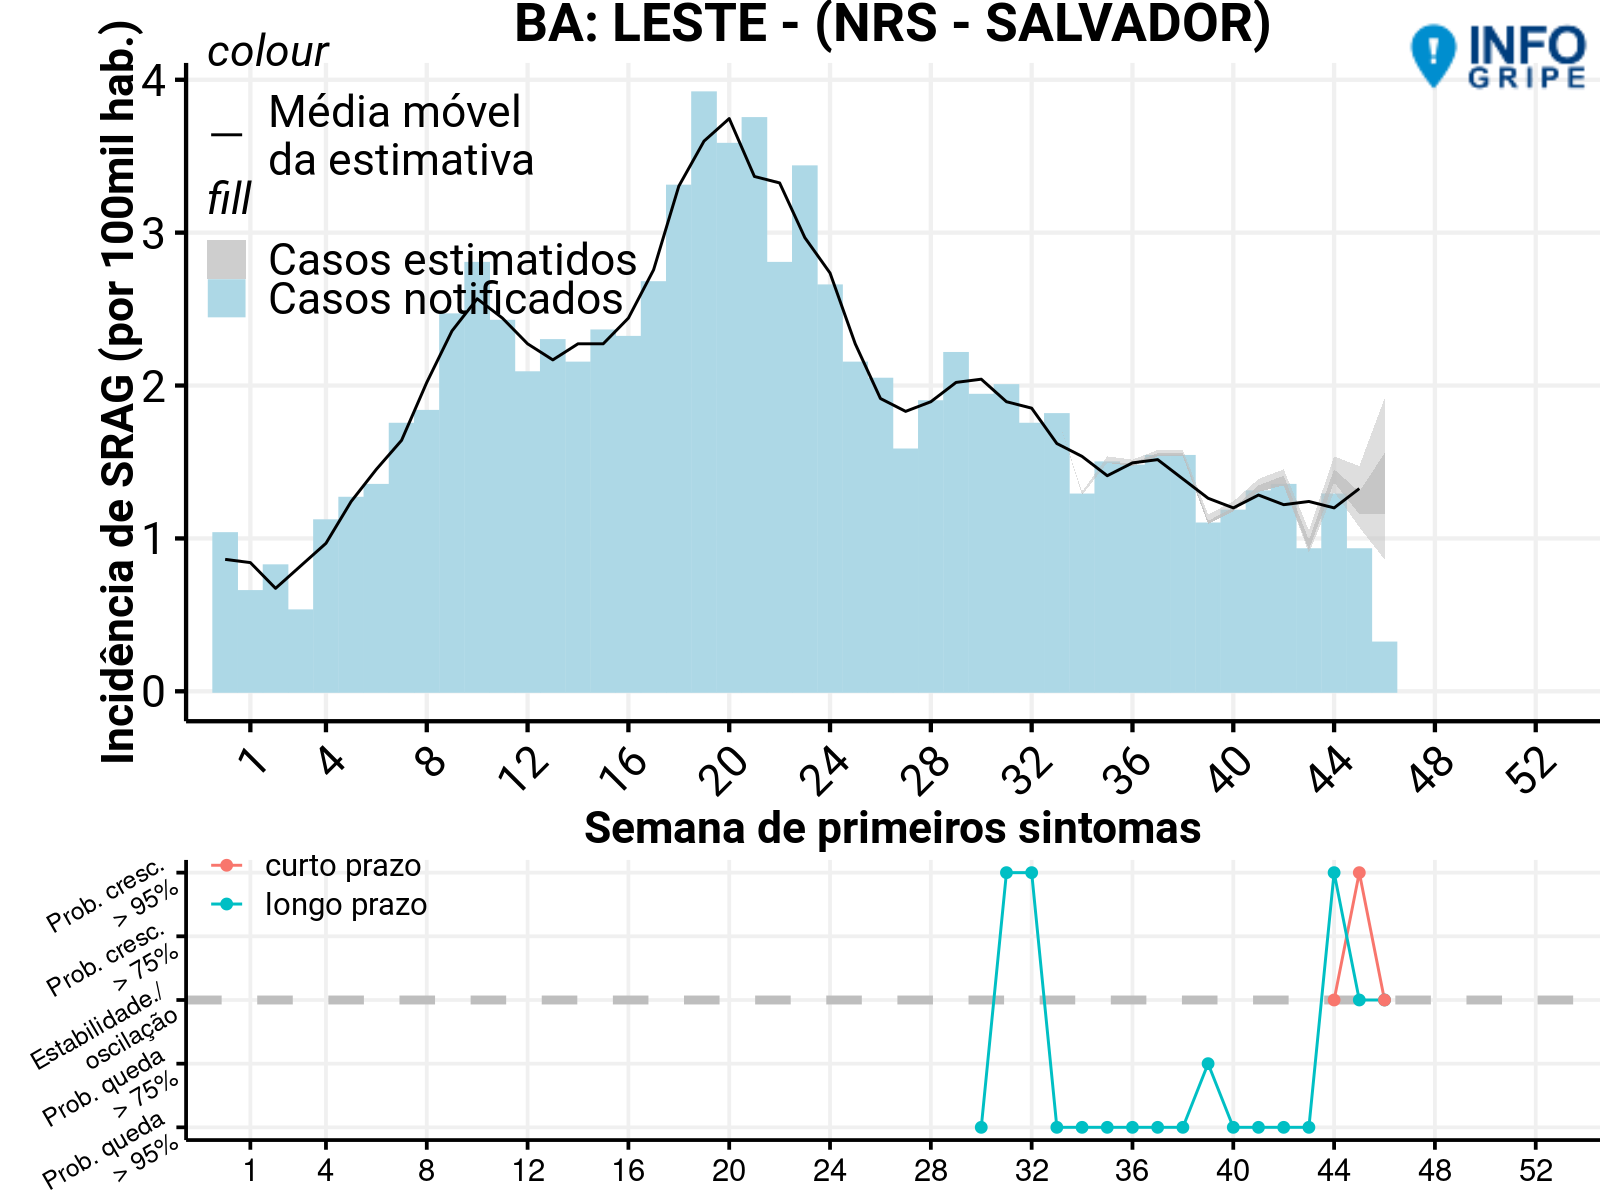 BA: LESTE - (NRS - SALVADOR)
INFO
GRIPE
colour
Média móvel
da estimativa
fill
Casos estimatidos
Casos notificados
Incidência de SRAG (por 100mil hab.)
4
3
2
1
0
1 4 8 12 16 20 24 28 32 36 40 44 48 52
Semana de primeiros sintomas
curto prazo
longo prazo
Prob. cresc.
> 95%
Prob. cresc.
> 75%
Estabilidade./
oscilação
Prob. queda
> 75%
Prob. queda
> 95%
1 4 8 12 16 20 24 28 32 36 40 44 48 52